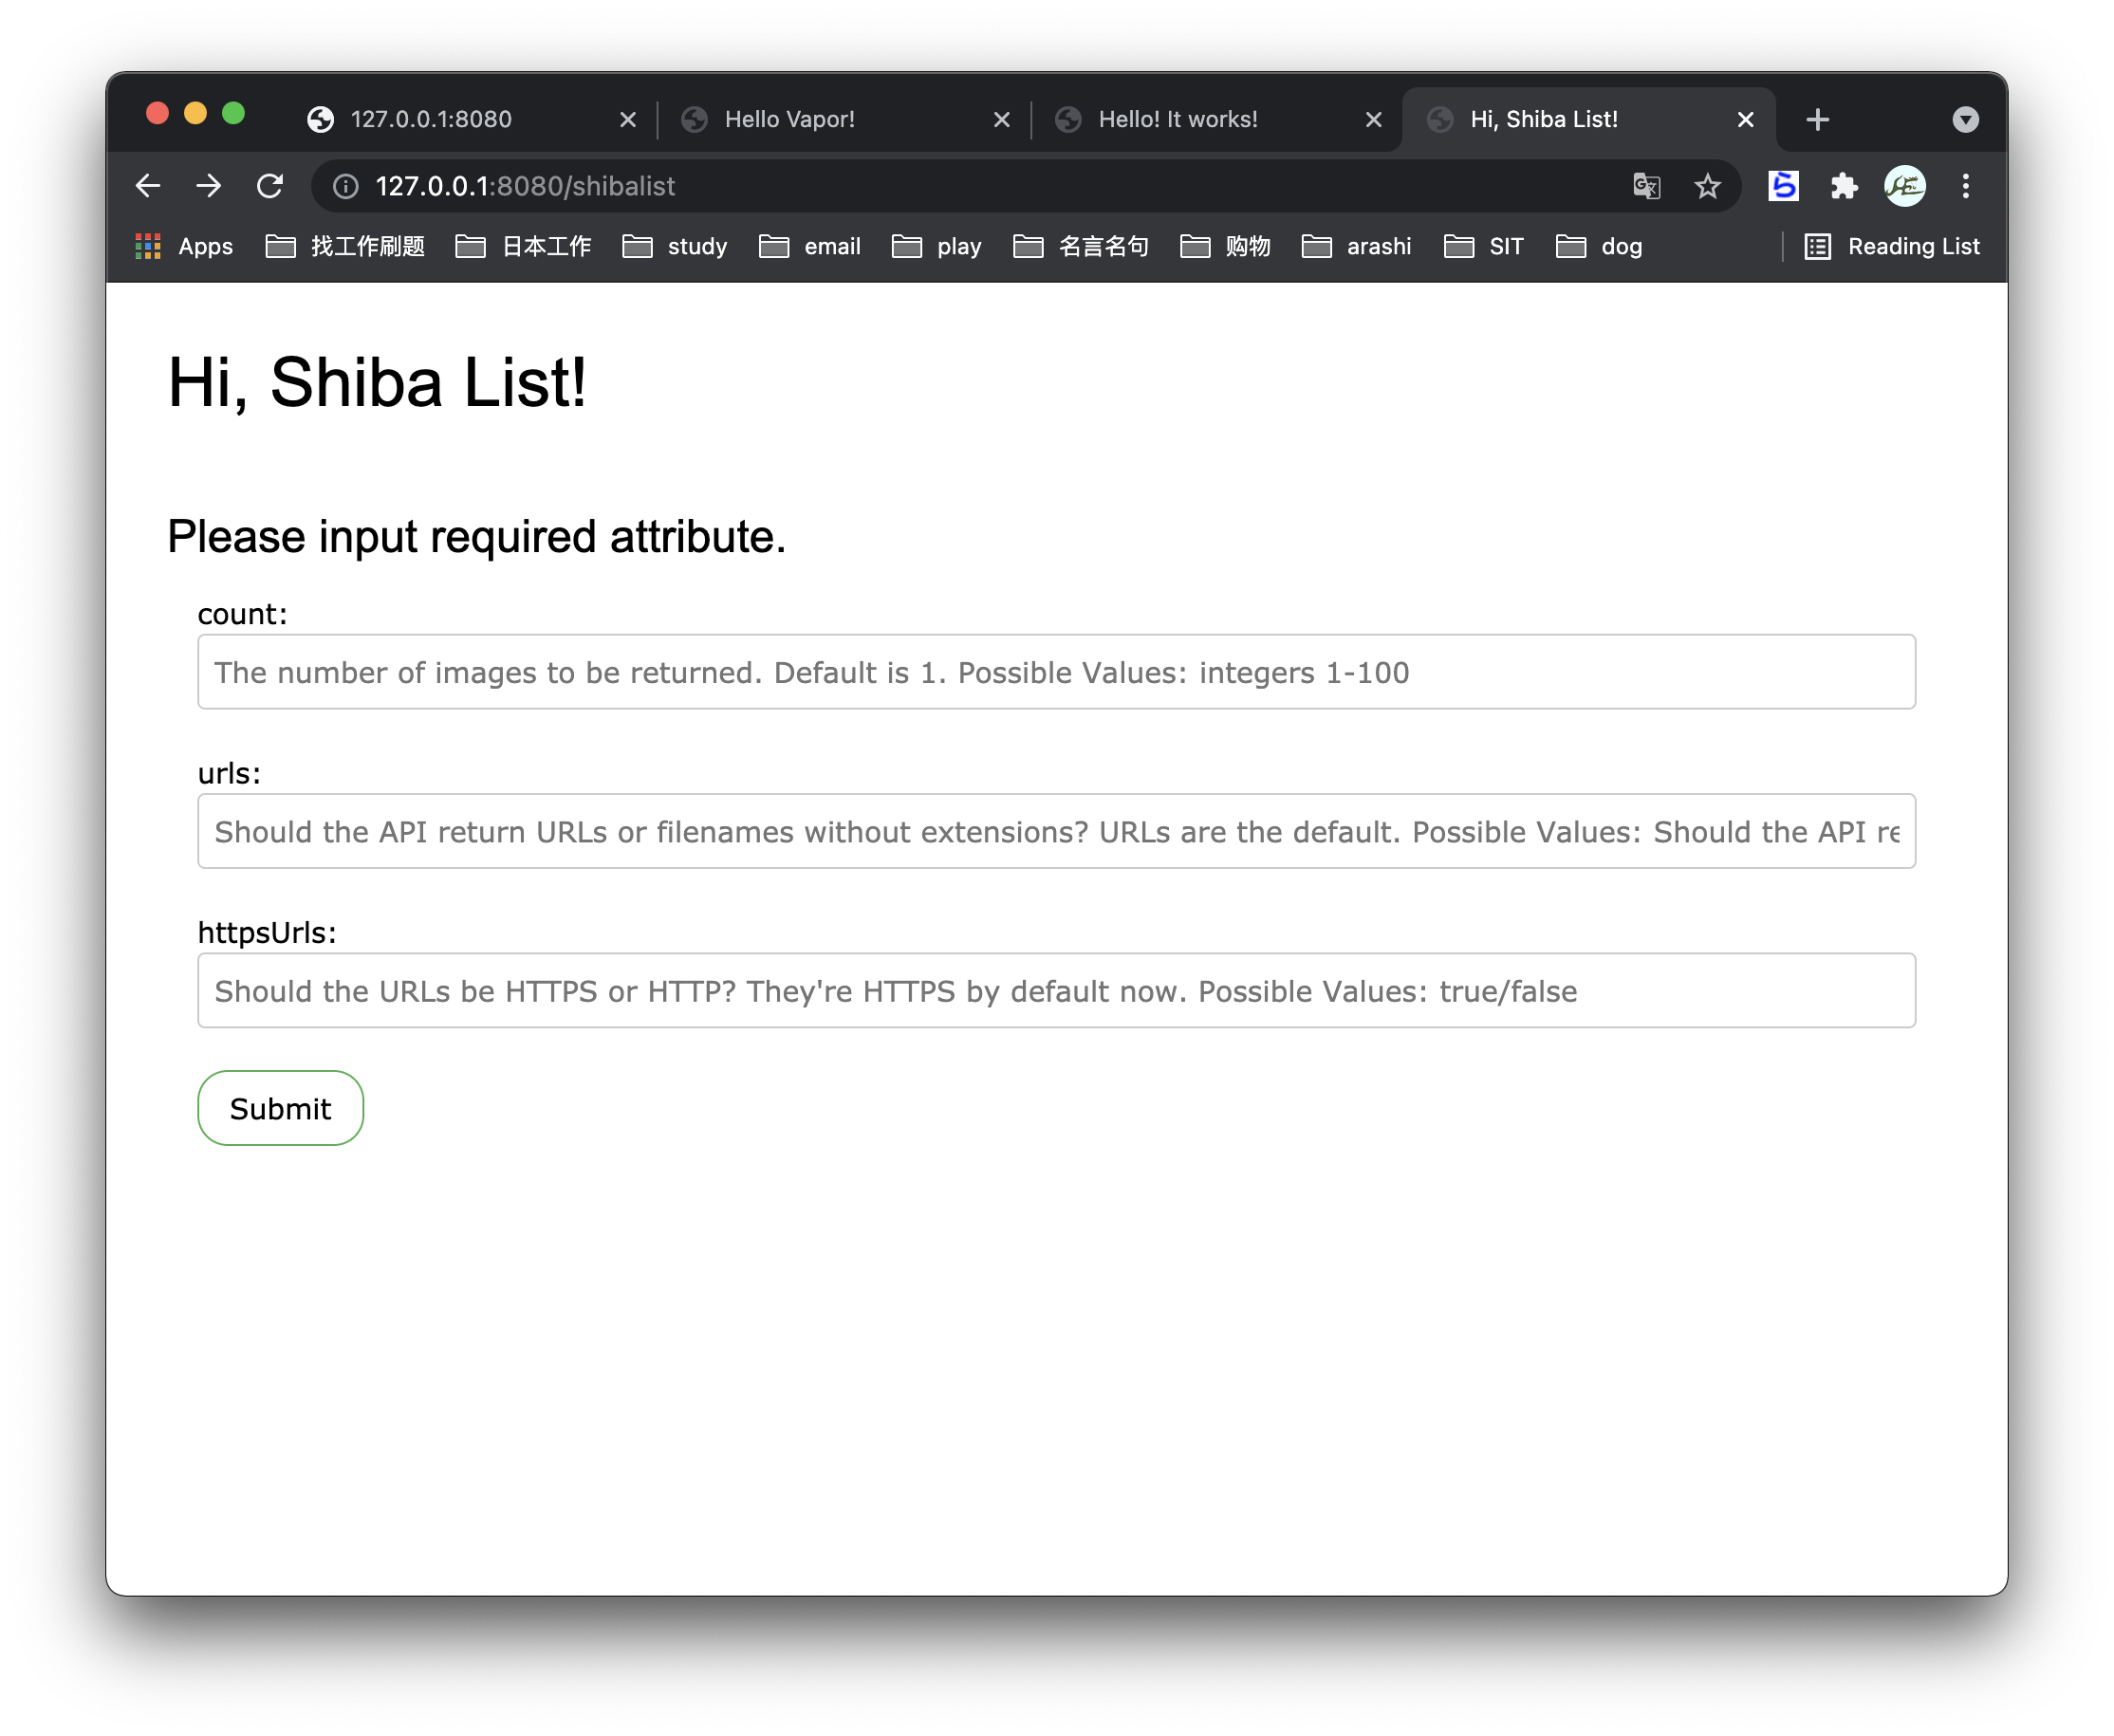 127.0.0.1:8080
Hello Vapor!
Hello! It works!
Hi, Shiba List!
127.0.0.1:8080/shibalist
Apps
找工作刷题
日本工作
study
email
play
名言名句
购物
arashi
SIT
dog
Reading List
Hi, Shiba List!
Please input required attribute.
count:
The number of images to be returned. Default is 1. Possible Values: integers 1-100
urls:
Should the API return URLs or filenames without extensions? URLs are the default. Possible Values: Should the API re
httpsUrls:
Should the URLs be HTTPS or HTTP? They're HTTPS by default now. Possible Values: true/false
Submit